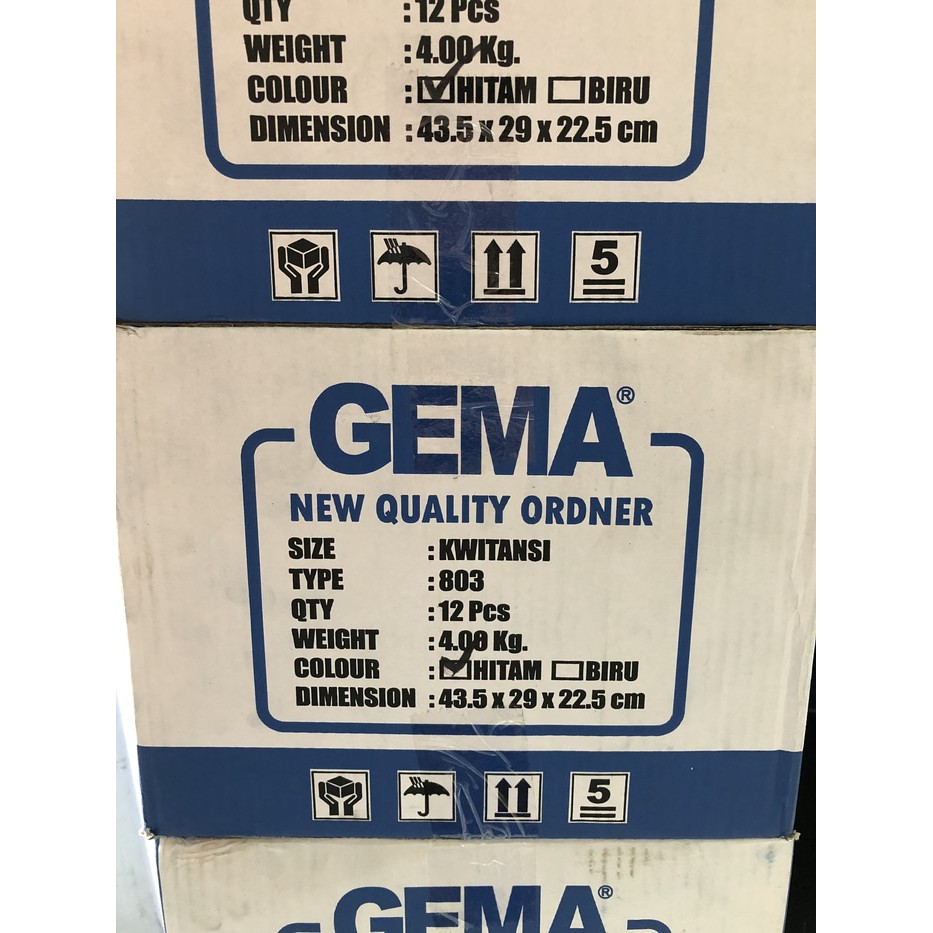 QTY : 12 Pcs
WEIGHT : 4.00 Kg.
COLOUR : HITAM BIRU
DIMENSION : 43.5 x 29 x 22.5 cm
5
GEMA®
NEW QUALITY ORDNER
SIZE : KWITANSI
TYPE : 803
QTY : 12 Pcs
WEIGHT : 4.00 Kg.
COLOUR : HITAM BIRU
DIMENSION : 43.5 x 29 x 22.5 cm
5
GEMA®